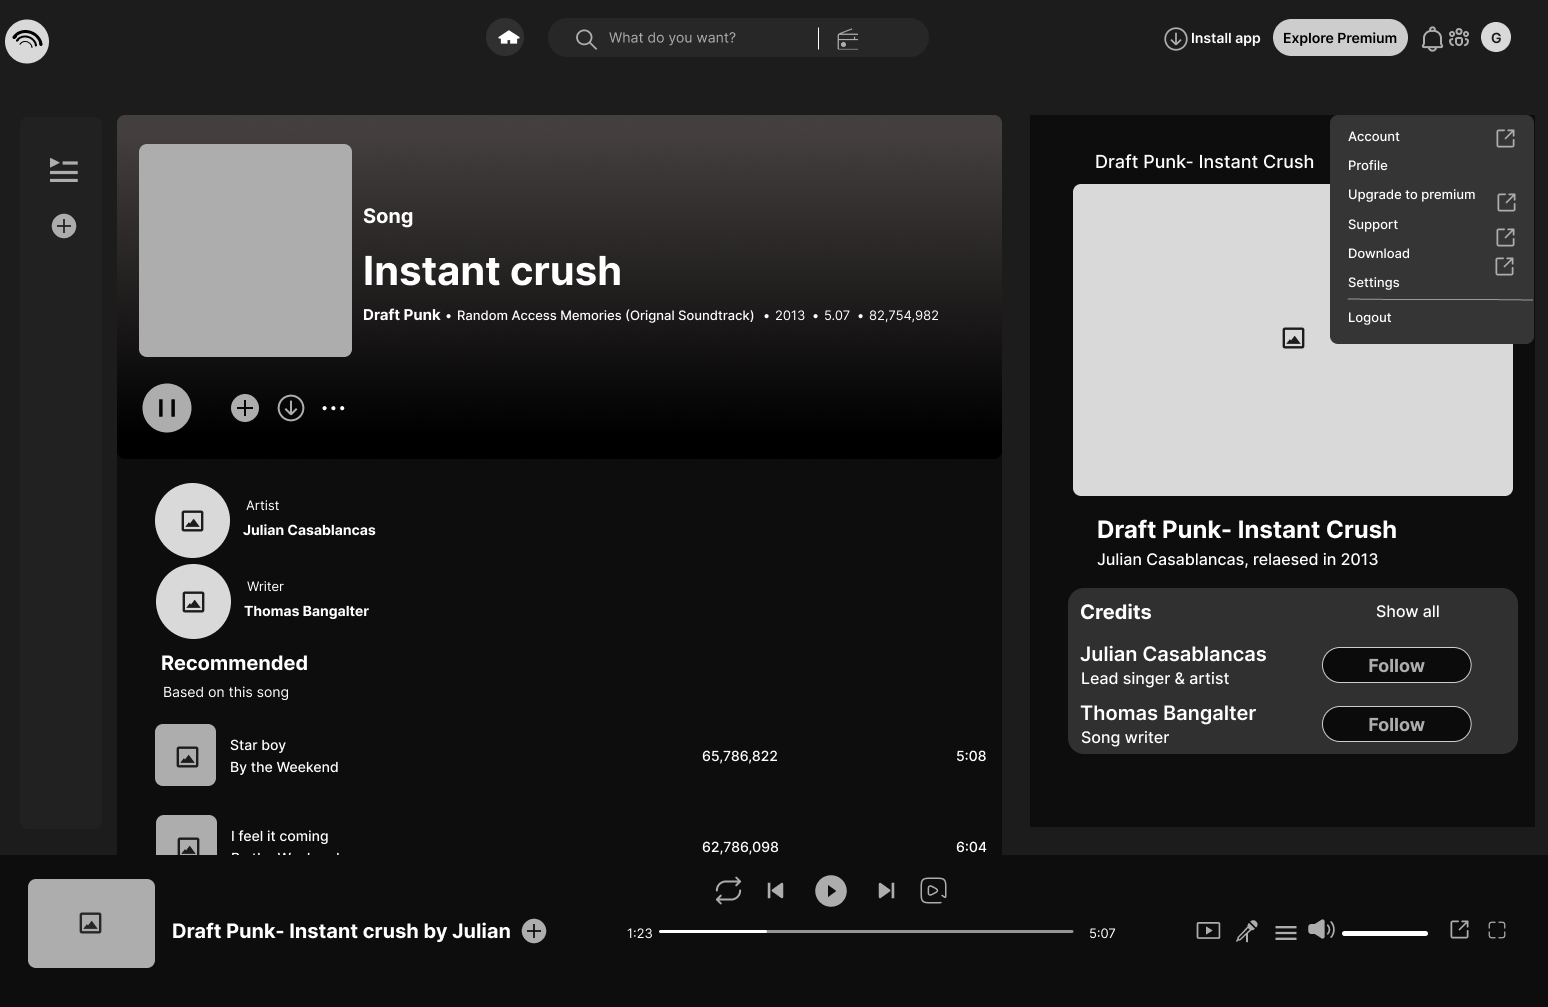 What do you want?
Install app
Explore Premium
G
Song
Instant crush
Draft Punk • Random Access Memories (Orignal Soundtrack) • 2013 • 5.07 • 82,754,982
Artist
Julian Casablancas
Writer
Thomas Bangalter
Recommended
Based on this song
Star boy
By the Weekend
65,786,822
5:08
I feel it coming
62,786,098
6:04
Draft Punk- Instant Crush
Account
Profile
Upgrade to premium
Support
Download
Settings
Logout
Draft Punk- Instant Crush
Julian Casablancas, relaesed in 2013
Credits
Show all
Julian Casablancas
Lead singer & artist
Follow
Thomas Bangalter
Song writer
Follow
Draft Punk- Instant crush by Julian
1:23
5:07